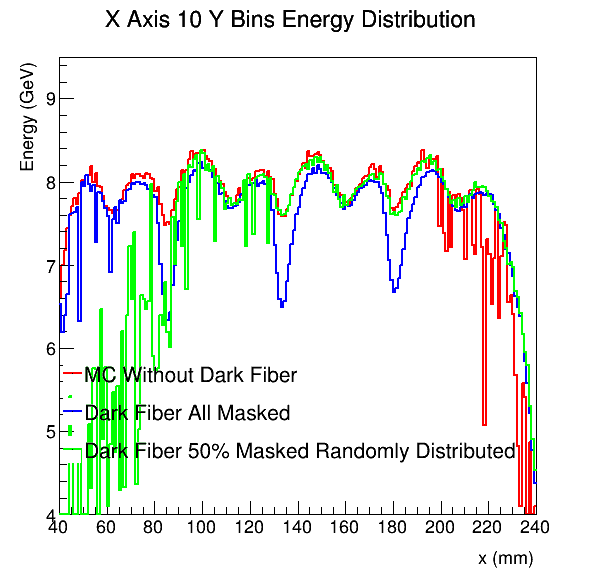 X Axis 10 Y Bins Energy Distribution
Energy (GeV)
9
8
7
6
MC Without Dark Fiber
Dark Fiber All Masked
5
Dark Fiber 50% Masked Randomly Distributed
4
40 60 80 100 120 140 160 180 200 220 240
x (mm)